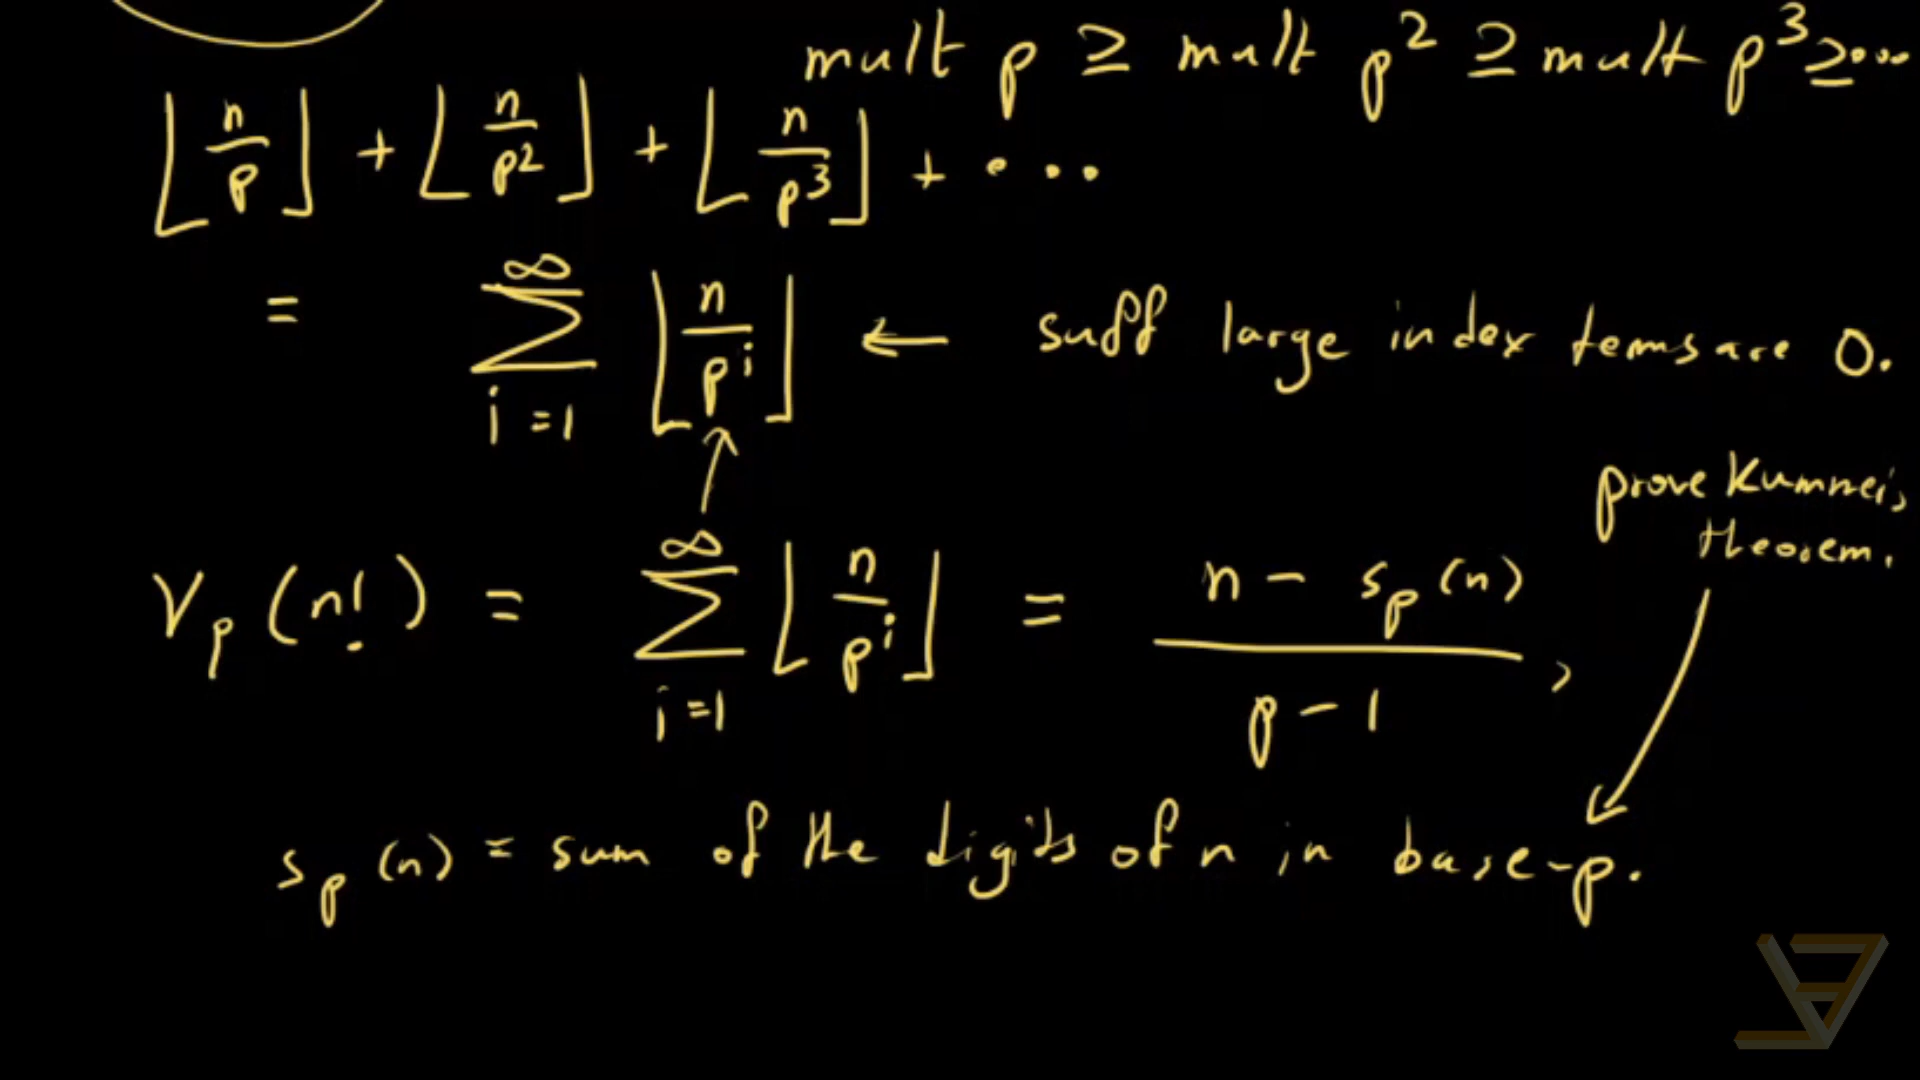 mult p ≥ mult p² ≥ mult p³ ≥ ...
⌊n/p⌋ + ⌊n/p²⌋ + ⌊n/p³⌋ + ...
= ∑_{i=1}^{∞} ⌊n/p^i⌋ ← suff large index terms are 0.
prove Kummer's
theorem.
V_p(n!) = ∑_{i=1}^{∞} ⌊n/p^i⌋ = (n - s_p(n))/(p - 1),
s_p(n) = sum of the digits of n in base-p.